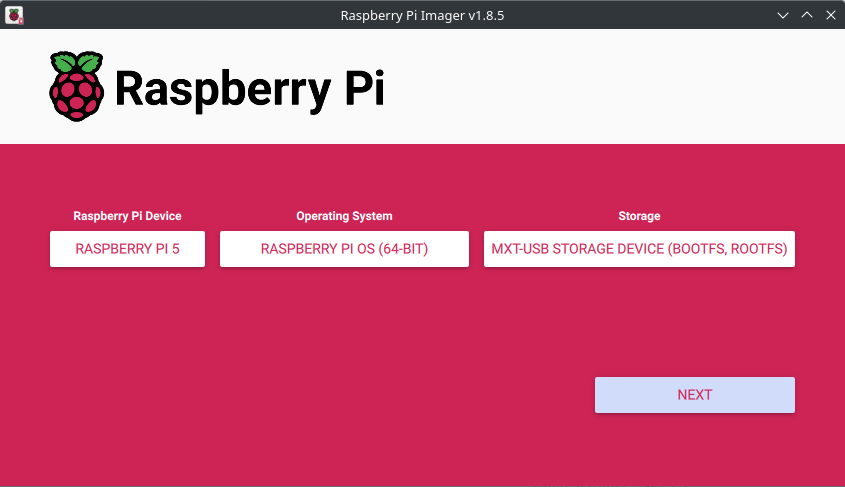 Raspberry Pi Imager v1.8.5
Raspberry Pi
Raspberry Pi Device Operating System Storage
RASPBERRY PI 5 RASPBERRY PI OS (64-BIT) MXT-USB STORAGE DEVICE (BOOTFS, ROOTFS)
NEXT